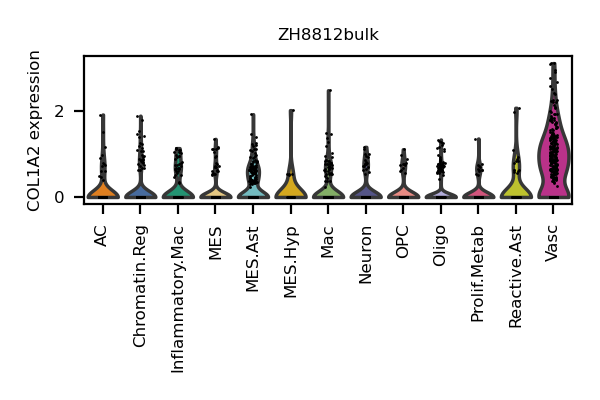 ZH8812bulk
COL1A2 expression
2
0
AC
Chromatin.Reg
Inflammatory.Mac
MES
MES.Ast
MES.Hyp
Mac
Neuron
OPC
Oligo
Prolif.Metab
Reactive.Ast
Vasc